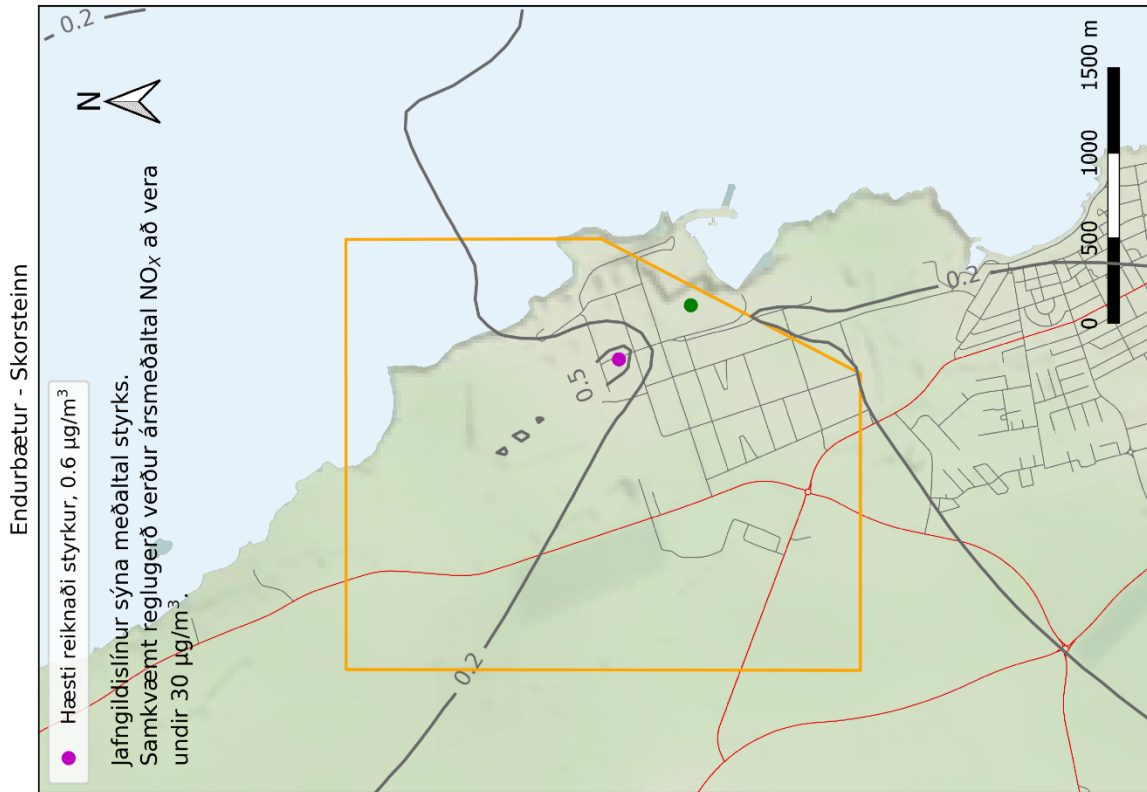 Endurbætur - Skorsteinn
Hæsti reiknaði styrkur, 0.6 µg/m³
Jafngildislínur sýna meðaltal styrks.
Samkvæmt reglugerð verður ársmeðaltal NOₓ að vera
undir 30 µg/m³.
N
0.2
0.5
0.2
0.2
0 500 1000 1500 m